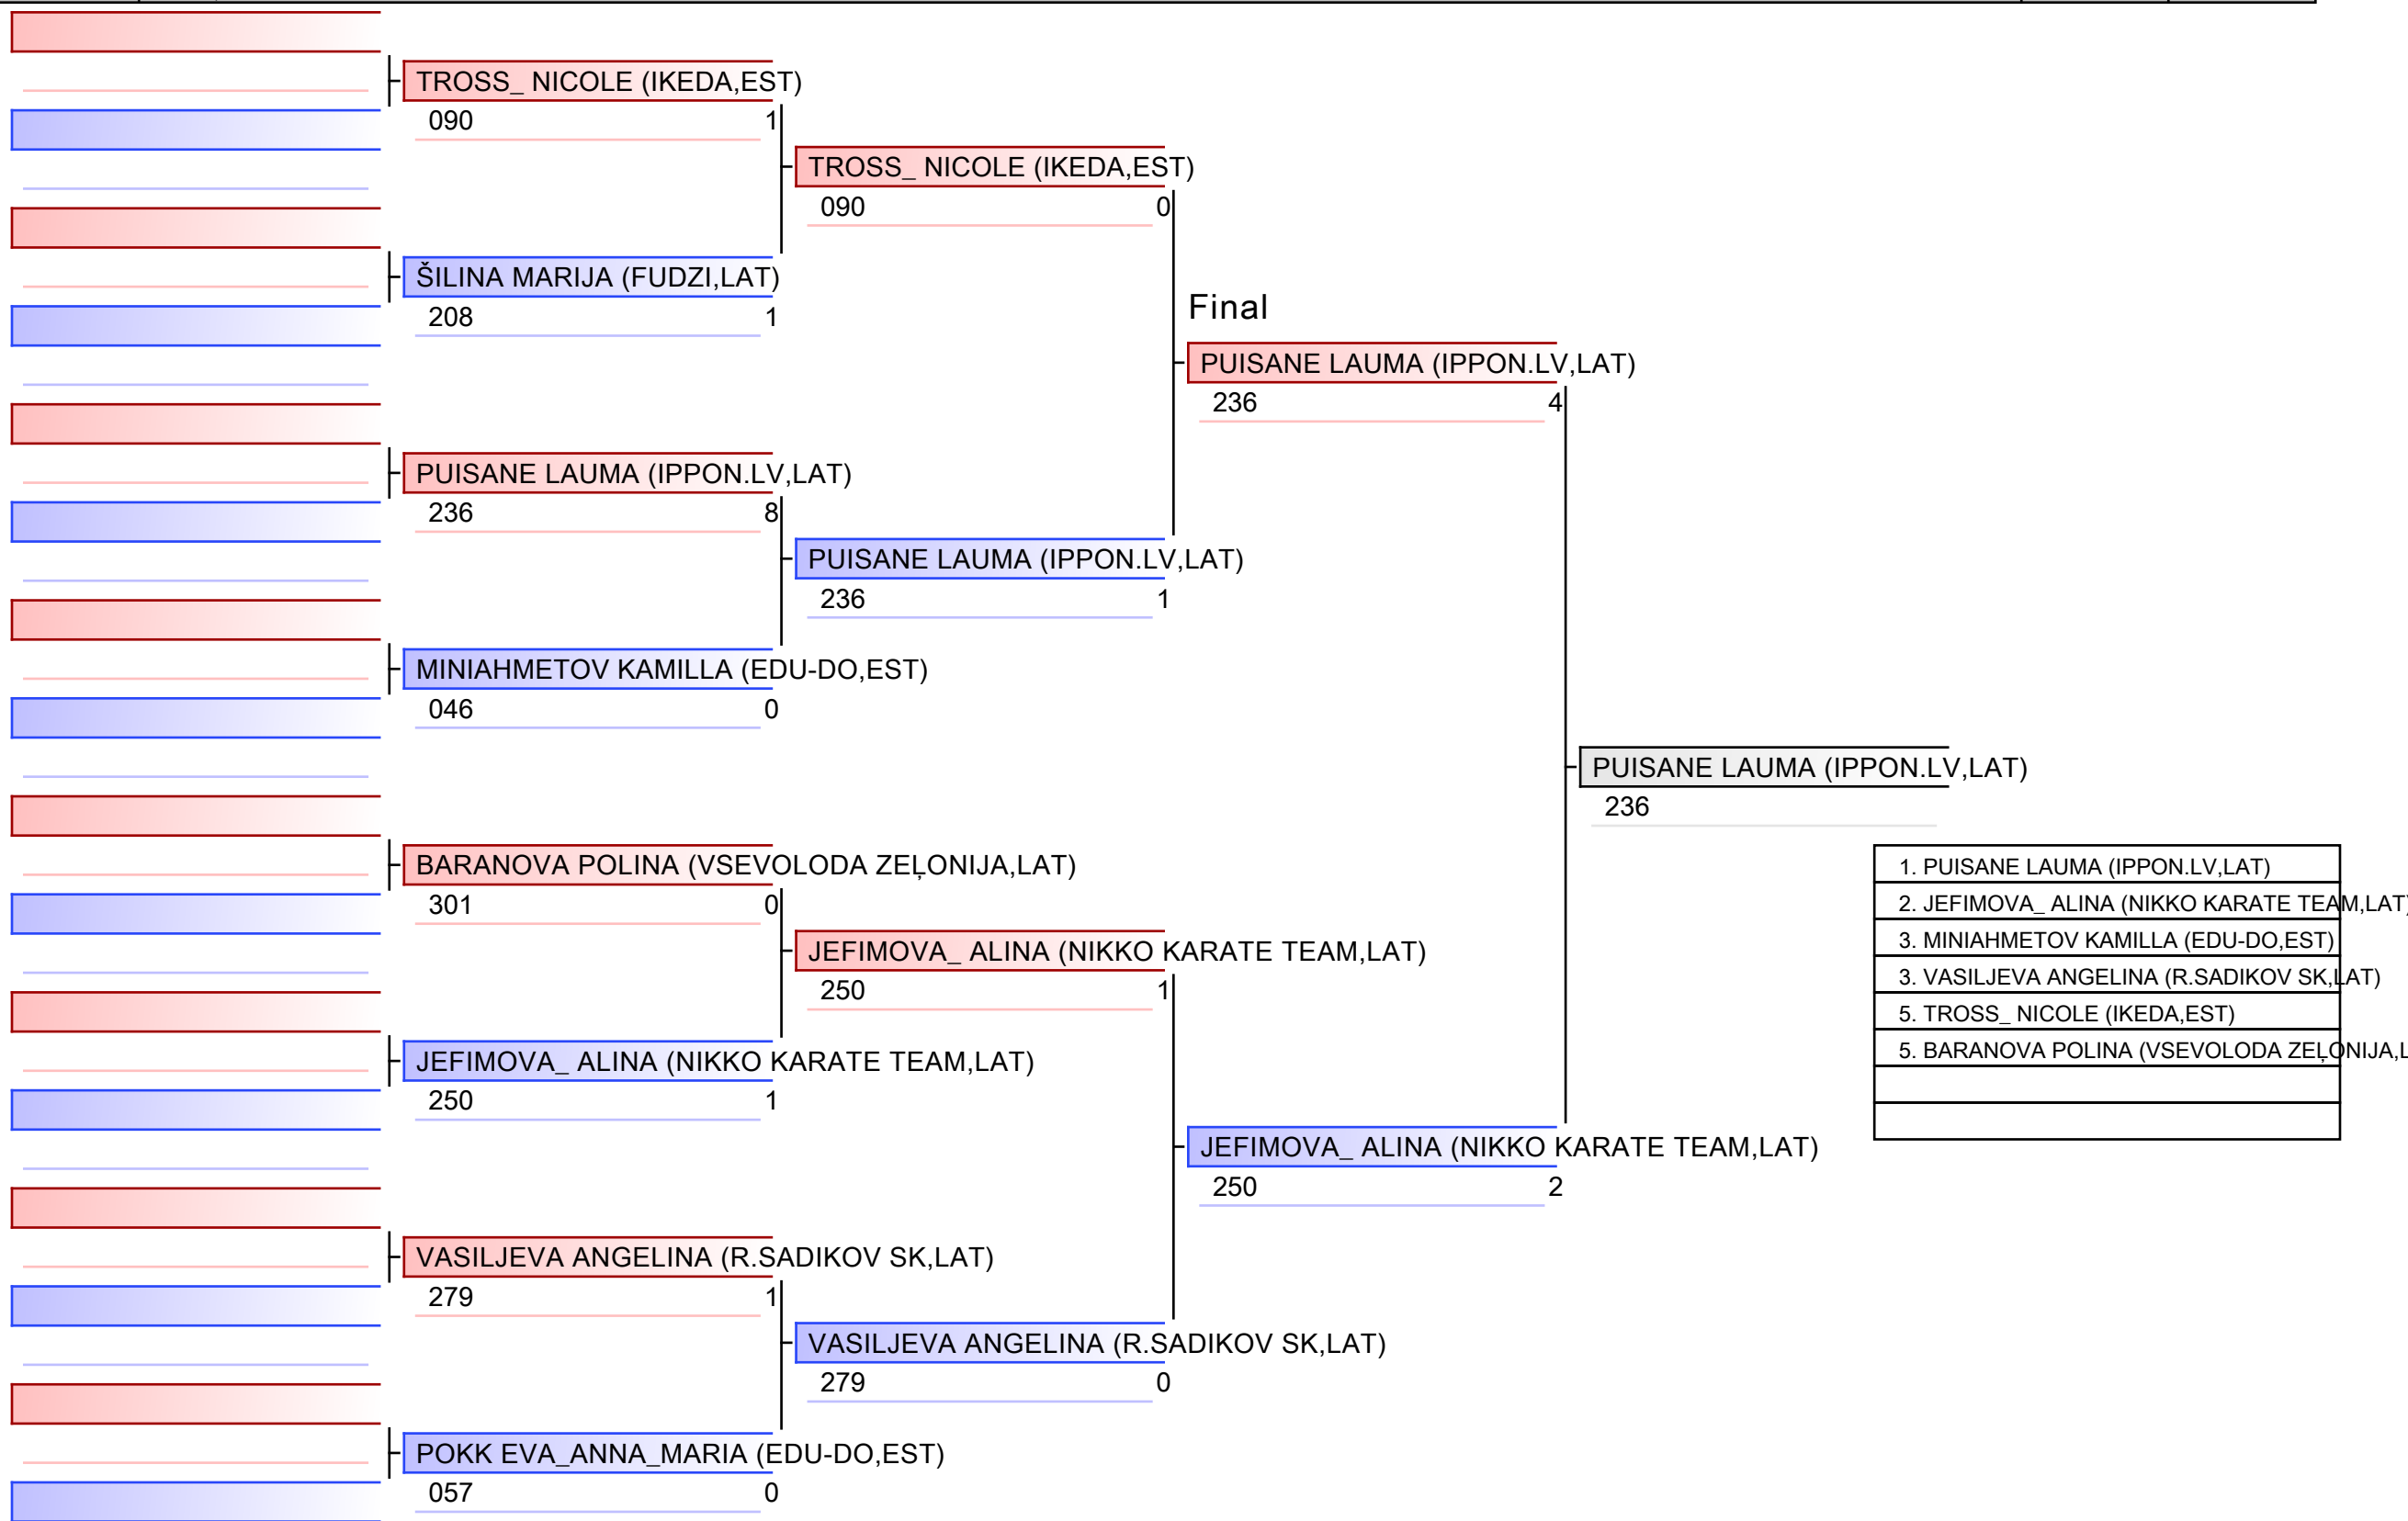 TROSS_ NICOLE (IKEDA,EST)
090 1
ŠILINA MARIJA (FUDZI,LAT)
208 1
PUISANE LAUMA (IPPON.LV,LAT)
236 8
MINIAHMETOV KAMILLA (EDU-DO,EST)
046 0
BARANOVA POLINA (VSEVOLODA ZEĻONIJA,LAT)
301 0
JEFIMOVA_ ALINA (NIKKO KARATE TEAM,LAT)
250 1
VASILJEVA ANGELINA (R.SADIKOV SK,LAT)
279 1
POKK EVA_ANNA_MARIA (EDU-DO,EST)
057 0
TROSS_ NICOLE (IKEDA,EST)
090 0
PUISANE LAUMA (IPPON.LV,LAT)
236 1
JEFIMOVA_ ALINA (NIKKO KARATE TEAM,LAT)
250 1
VASILJEVA ANGELINA (R.SADIKOV SK,LAT)
279 0
Final
PUISANE LAUMA (IPPON.LV,LAT)
236 4
JEFIMOVA_ ALINA (NIKKO KARATE TEAM,LAT)
250 2
PUISANE LAUMA (IPPON.LV,LAT)
236
1. PUISANE LAUMA (IPPON.LV,LAT)
2. JEFIMOVA_ ALINA (NIKKO KARATE TEAM,LAT)
3. MINIAHMETOV KAMILLA (EDU-DO,EST)
3. VASILJEVA ANGELINA (R.SADIKOV SK,LAT)
5. TROSS_ NICOLE (IKEDA,EST)
5. BARANOVA POLINA (VSEVOLODA ZEĻONIJA,L